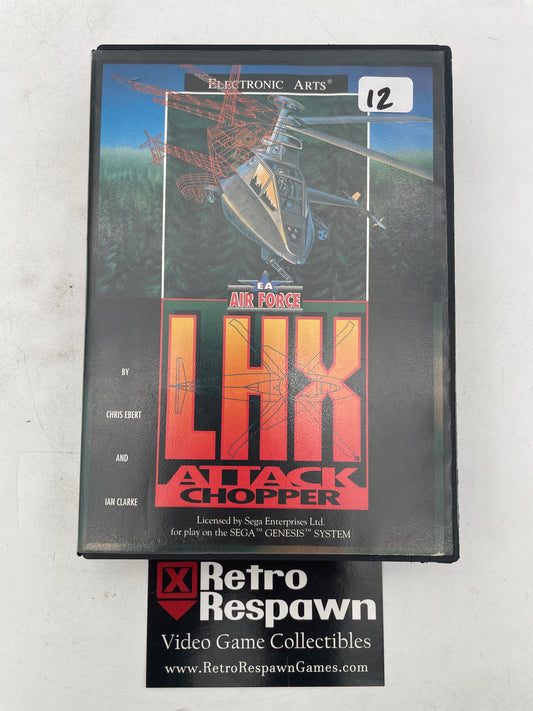 ELECTRONIC ARTS®
12
EA
AIR FORCE
LHX™
ATTACK
CHOPPER
BY
CHRIS EBERT
AND
IAN CLARKE
Licensed by Sega Enterprises Ltd.
for play on the SEGA™ GENESIS™ SYSTEM
X Retro
Respawn
Video Game Collectibles
www.RetroRespawnGames.com